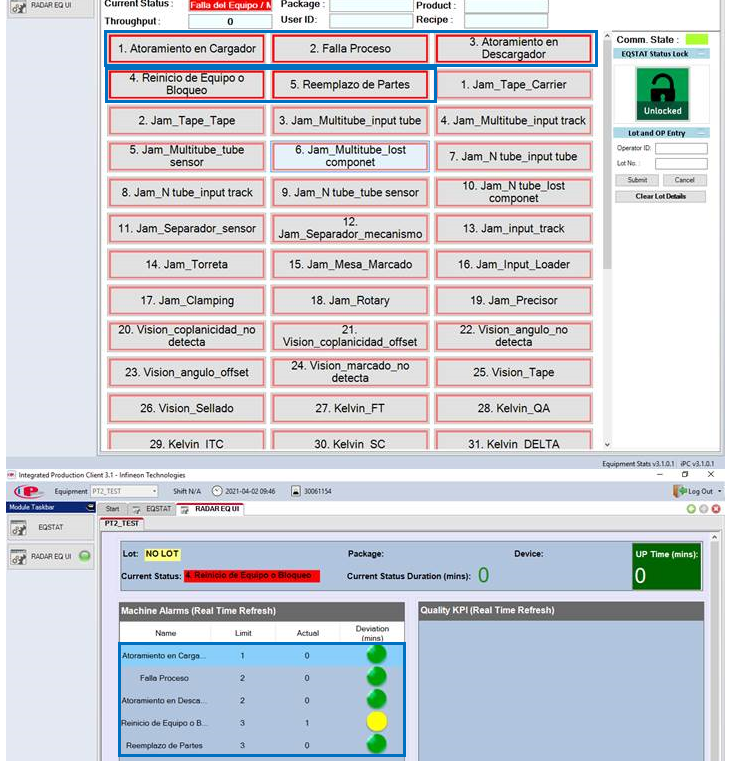 RADAR EQ UI
Current Status: Falla del Equipo / M Package: Product:
Throughput: 0 User ID: Recipe:
1. Atoramiento en Cargador
2. Falla Proceso
3. Atoramiento en
Descargador
4. Reinicio de Equipo o
Bloqueo
5. Reemplazo de Partes
1. Jam_Tape_Carrier
2. Jam_Tape_Tape
3. Jam_Multitube_input tube
4. Jam_Multitube_input track
5. Jam_Multitube_tube
sensor
6. Jam_Multitube_lost
componet
7. Jam_N tube_input tube
8. Jam_N tube_input track
9. Jam_N tube_tube sensor
10. Jam_N tube_lost
componet
11. Jam_Separador_sensor
12.
Jam_Separador_mecanismo
13. Jam_input_track
14. Jam_Torreta
15. Jam_Mesa_Marcado
16. Jam_Input_Loader
17. Jam_Clamping
18. Jam_Rotary
19. Jam_Precisor
20. Vision_coplanicidad_no
detecta
21.
Vision_coplanicidad_offset
22. Vision_angulo_no
detecta
23. Vision_angulo_offset
24. Vision_marcado_no
detecta
25. Vision_Tape
26. Vision_Sellado
27. Kelvin_FT
28. Kelvin_QA
29. Kelvin_ITC
30. Kelvin_SC
31. Kelvin_DELTA
Comm. State :
EQSTAT Status Lock
Unlocked
Lot and OP Entry
Operator ID:
Lot No. :
Submit Cancel
Clear Lot Details
Equipment Stats v3.1.0.1 iPC v3.1.0.1
Integrated Production Client 3.1 - Infineon Technologies
Equipment PT2_TEST Shift N/A 2021-04-02 09:46 30061154 Log Out
Module Taskbar
Start EQSTAT RADAR EQ UI
EQSTAT
PT2_TEST
RADAR EQ UI
Lot: NO LOT Package: Device: UP Time (mins):
Current Status: 4. Reinicio de Equipo o Bloqueo Current Status Duration (mins): 0 0
Machine Alarms (Real Time Refresh)
Quality KPI (Real Time Refresh)
Name Limit Actual Deviation
(mins)
Atoramiento en Carga... 1 0
Falla Proceso 2 0
Atoramiento en Desca... 2 0
Reinicio de Equipo o B... 3 1
Reemplazo de Partes 3 0